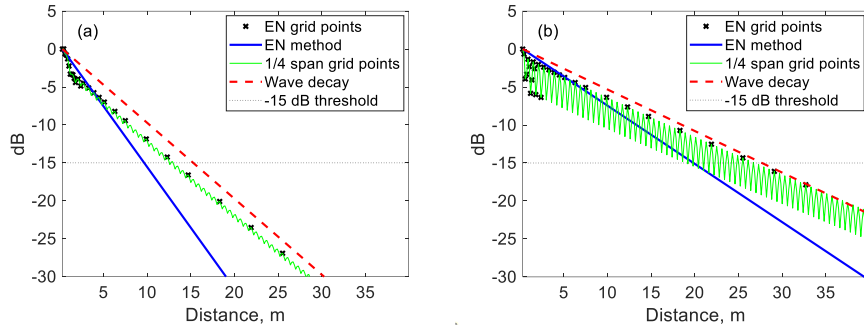 (a)
EN grid points
EN method
1/4 span grid points
Wave decay
-15 dB threshold
5
0
-5
-10
-15
-20
-25
-30
dB
5 10 15 20 25 30 35
Distance, m
(b)
EN grid points
EN method
1/4 span grid points
Wave decay
-15 dB threshold
5
0
-5
-10
-15
-20
-25
-30
dB
5 10 15 20 25 30 35
Distance, m